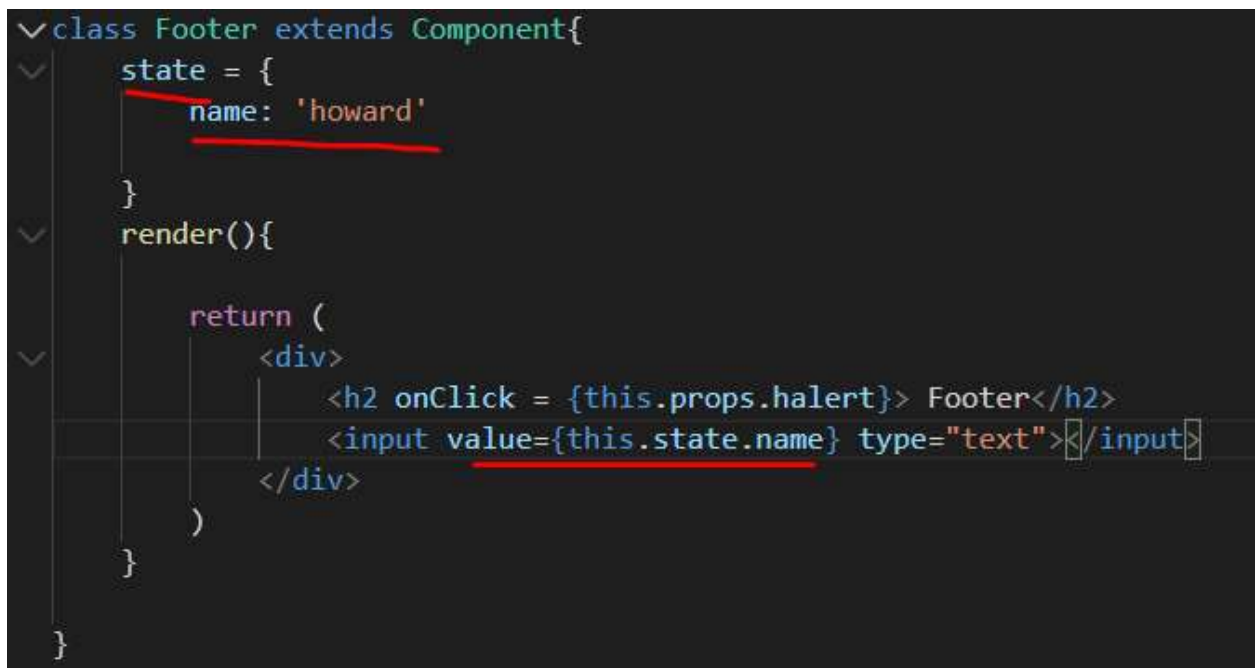 class Footer extends Component{
state = {
name: 'howard'
}
render(){
return (
<div>
<h2 onClick = {this.props.halert}> Footer</h2>
<input value={this.state.name} type="text"></input>
</div>
)
}
}